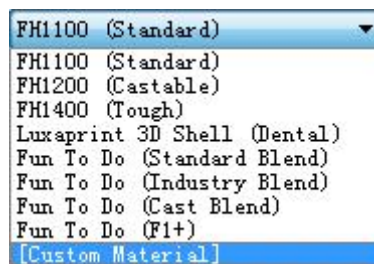 FH1100 (Standard)
FH1100 (Standard)
FH1200 (Castable)
FH1400 (Tough)
Luxaprint 3D Shell (Dental)
Fun To Do (Standard Blend)
Fun To Do (Industry Blend)
Fun To Do (Cast Blend)
Fun To Do (F1+)
[Custom Material]